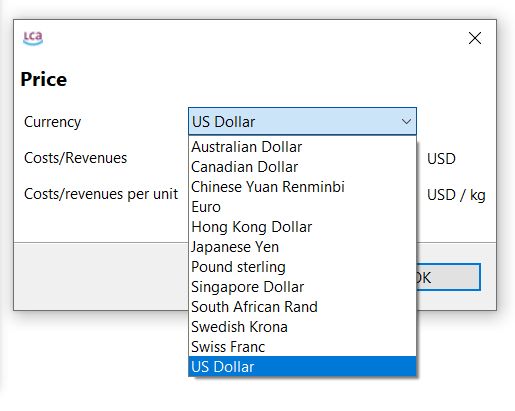 LCA
Price
Currency
US Dollar
Costs/Revenues
USD
Costs/revenues per unit
USD / kg
Australian Dollar
Canadian Dollar
Chinese Yuan Renminbi
Euro
Hong Kong Dollar
Japanese Yen
Pound sterling
Singapore Dollar
South African Rand
Swedish Krona
Swiss Franc
US Dollar
OK